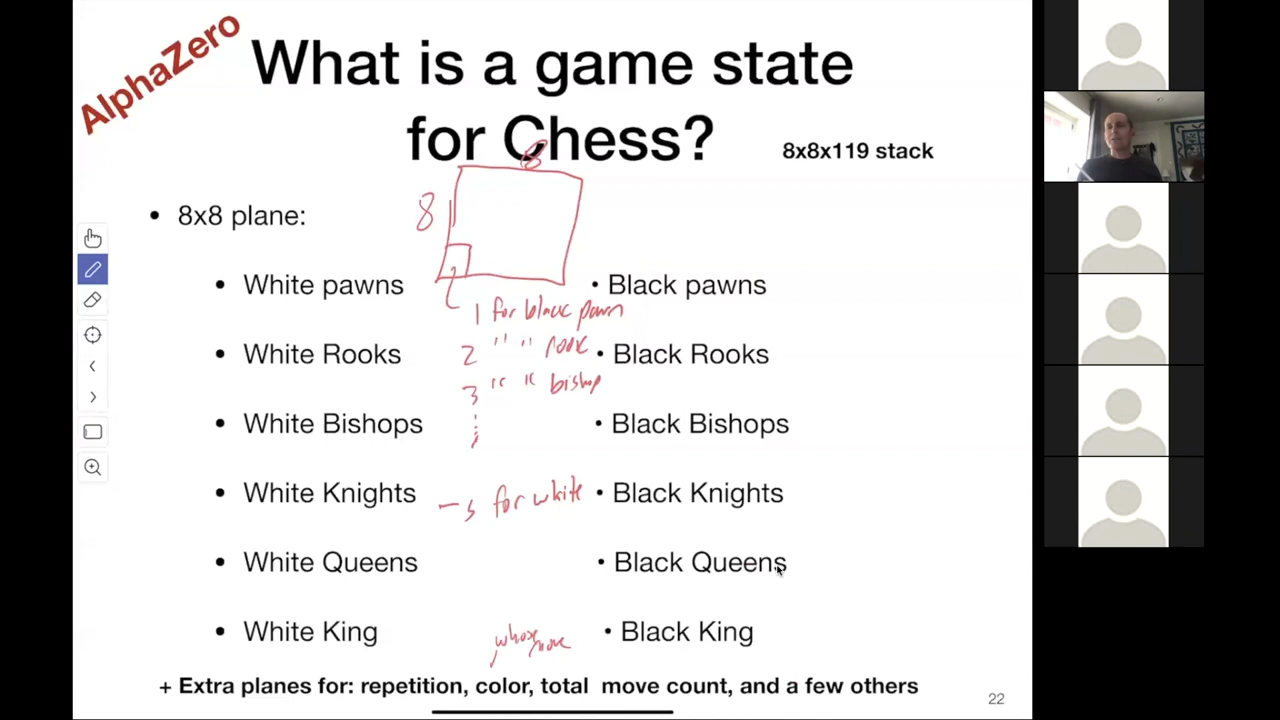 AlphaZero
What is a game state
for Chess?
8x8x119 stack
8
8
• 8x8 plane:
• White pawns
• Black pawns
1 for black pawn
• White Rooks
2 " " rook
• Black Rooks
3 " " bishop
• White Bishops
• Black Bishops
• White Knights
-s for white
• Black Knights
• White Queens
• Black Queens
• White King
whose
move
• Black King
+ Extra planes for: repetition, color, total move count, and a few others
22